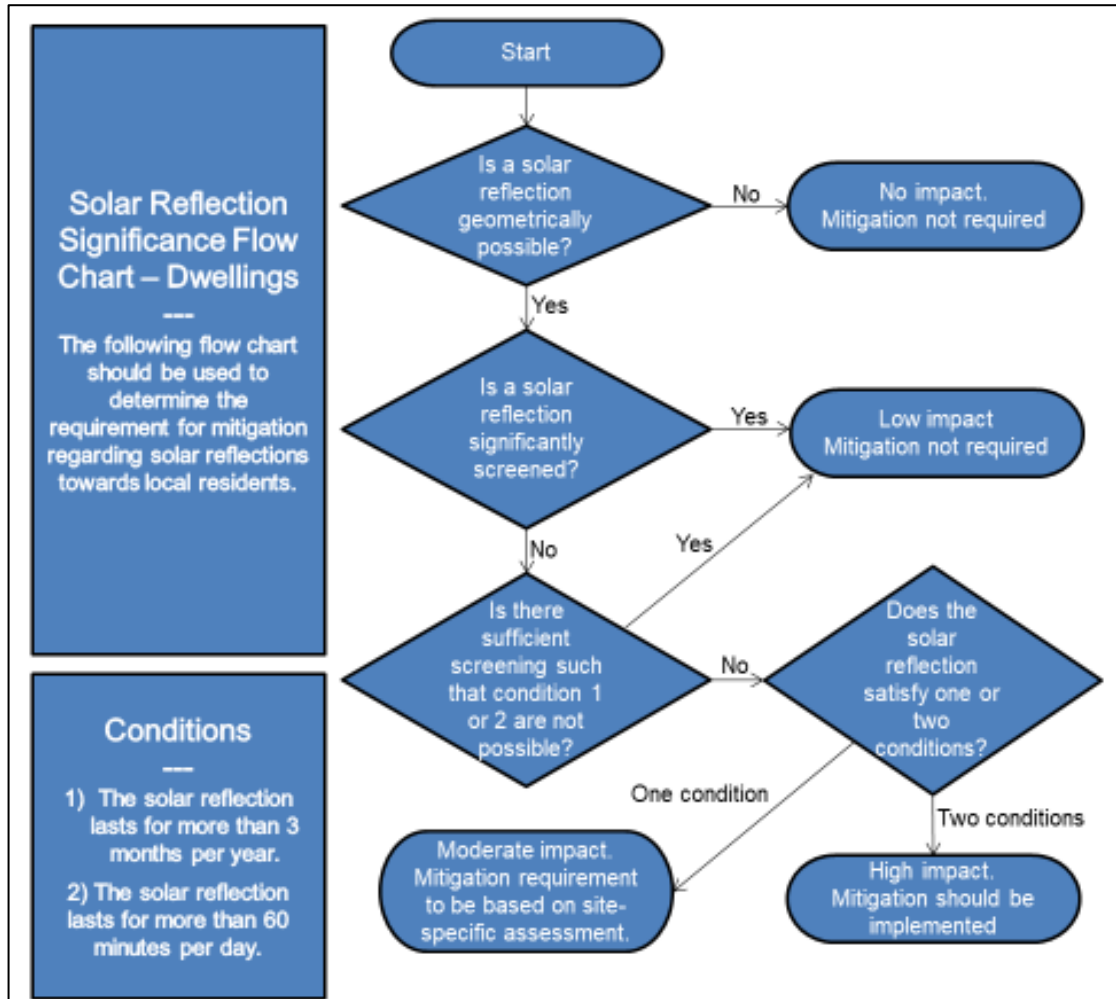 Solar Reflection
Significance Flow
Chart – Dwellings
---
The following flow chart
should be used to
determine the
requirement for mitigation
regarding solar reflections
towards local residents.
Conditions
---
1) The solar reflection
lasts for more than 3
months per year.
2) The solar reflection
lasts for more than 60
minutes per day.
Start
Is a solar
reflection
geometrically
possible?
No
No impact.
Mitigation not required
Yes
Is a solar
reflection
significantly
screened?
Yes
Low impact
Mitigation not required
No
Yes
Is there
sufficient
screening such
that condition 1
or 2 are not
possible?
No
Does the
solar
reflection
satisfy one or
two
conditions?
One condition
Two conditions
Moderate impact.
Mitigation requirement
to be based on site-
specific assessment.
High impact.
Mitigation should be
implemented